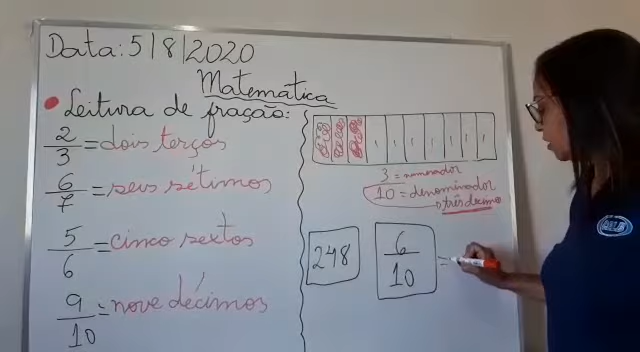 Data: 5/8/2020
Matemática
Leitura de fração:
2/3 = dois terços
6/7 = seis sétimos
5/6 = cinco sextos
9/10 = nove décimos
3 = numerador
10 = denominador
três décimos
248
6/10 =